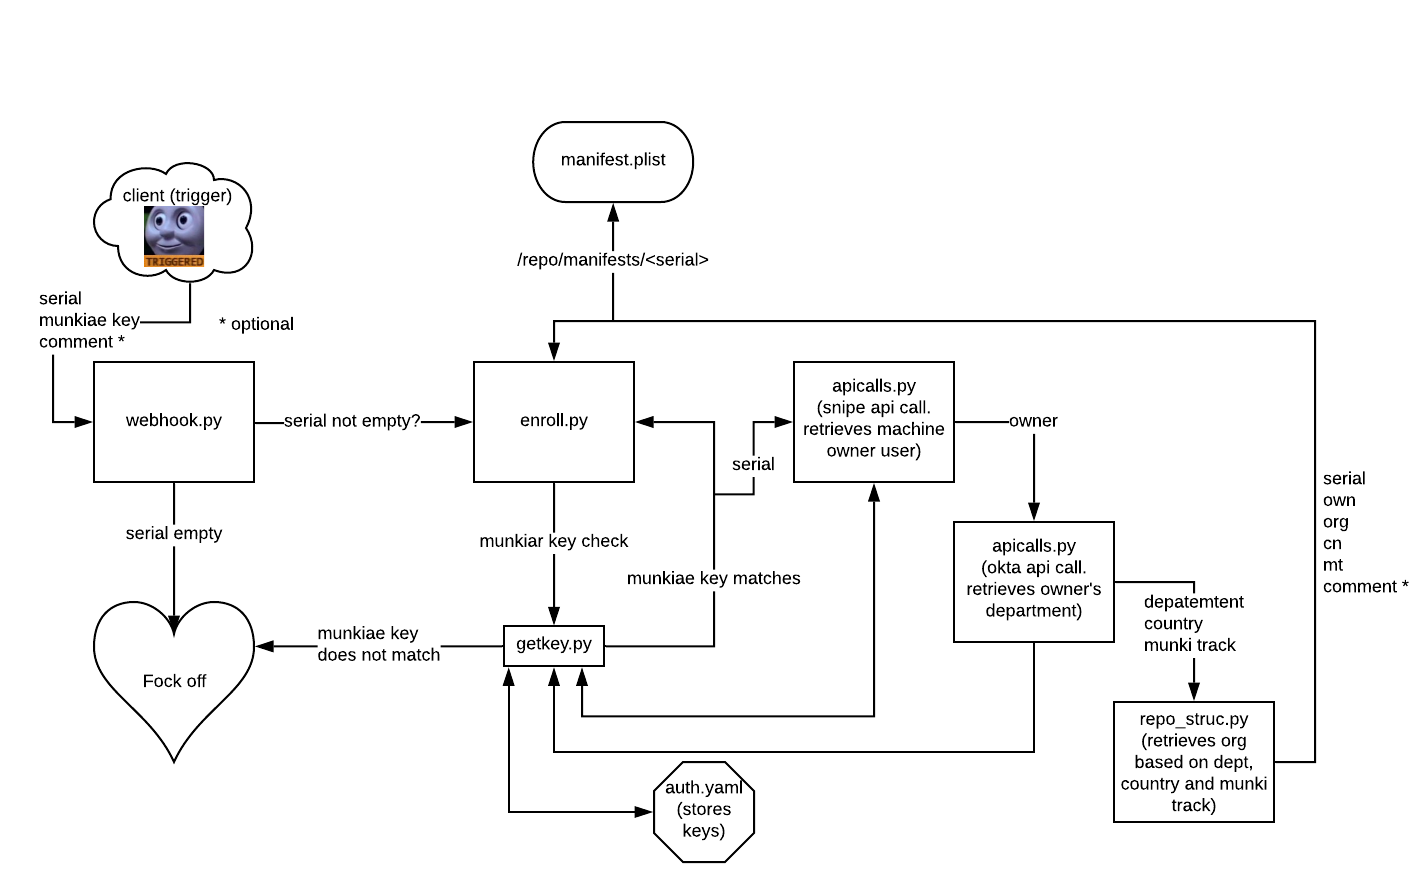 manifest.plist
client (trigger)
TRIGGERED
/repo/manifests/<serial>
serial
munkiae key
comment *
* optional
webhook.py
serial not empty?
enroll.py
serial
apicalls.py
(snipe api call.
retrieves machine
owner user)
owner
serial
own
org
cn
mt
comment *
serial empty
munkiar key check
munkiae key matches
apicalls.py
(okta api call.
retrieves owner's
department)
depatemtent
country
munki track
munkiae key
does not match
getkey.py
Fock off
repo_struc.py
(retrieves org
based on dept,
country and munki
track)
auth.yaml
(stores
keys)